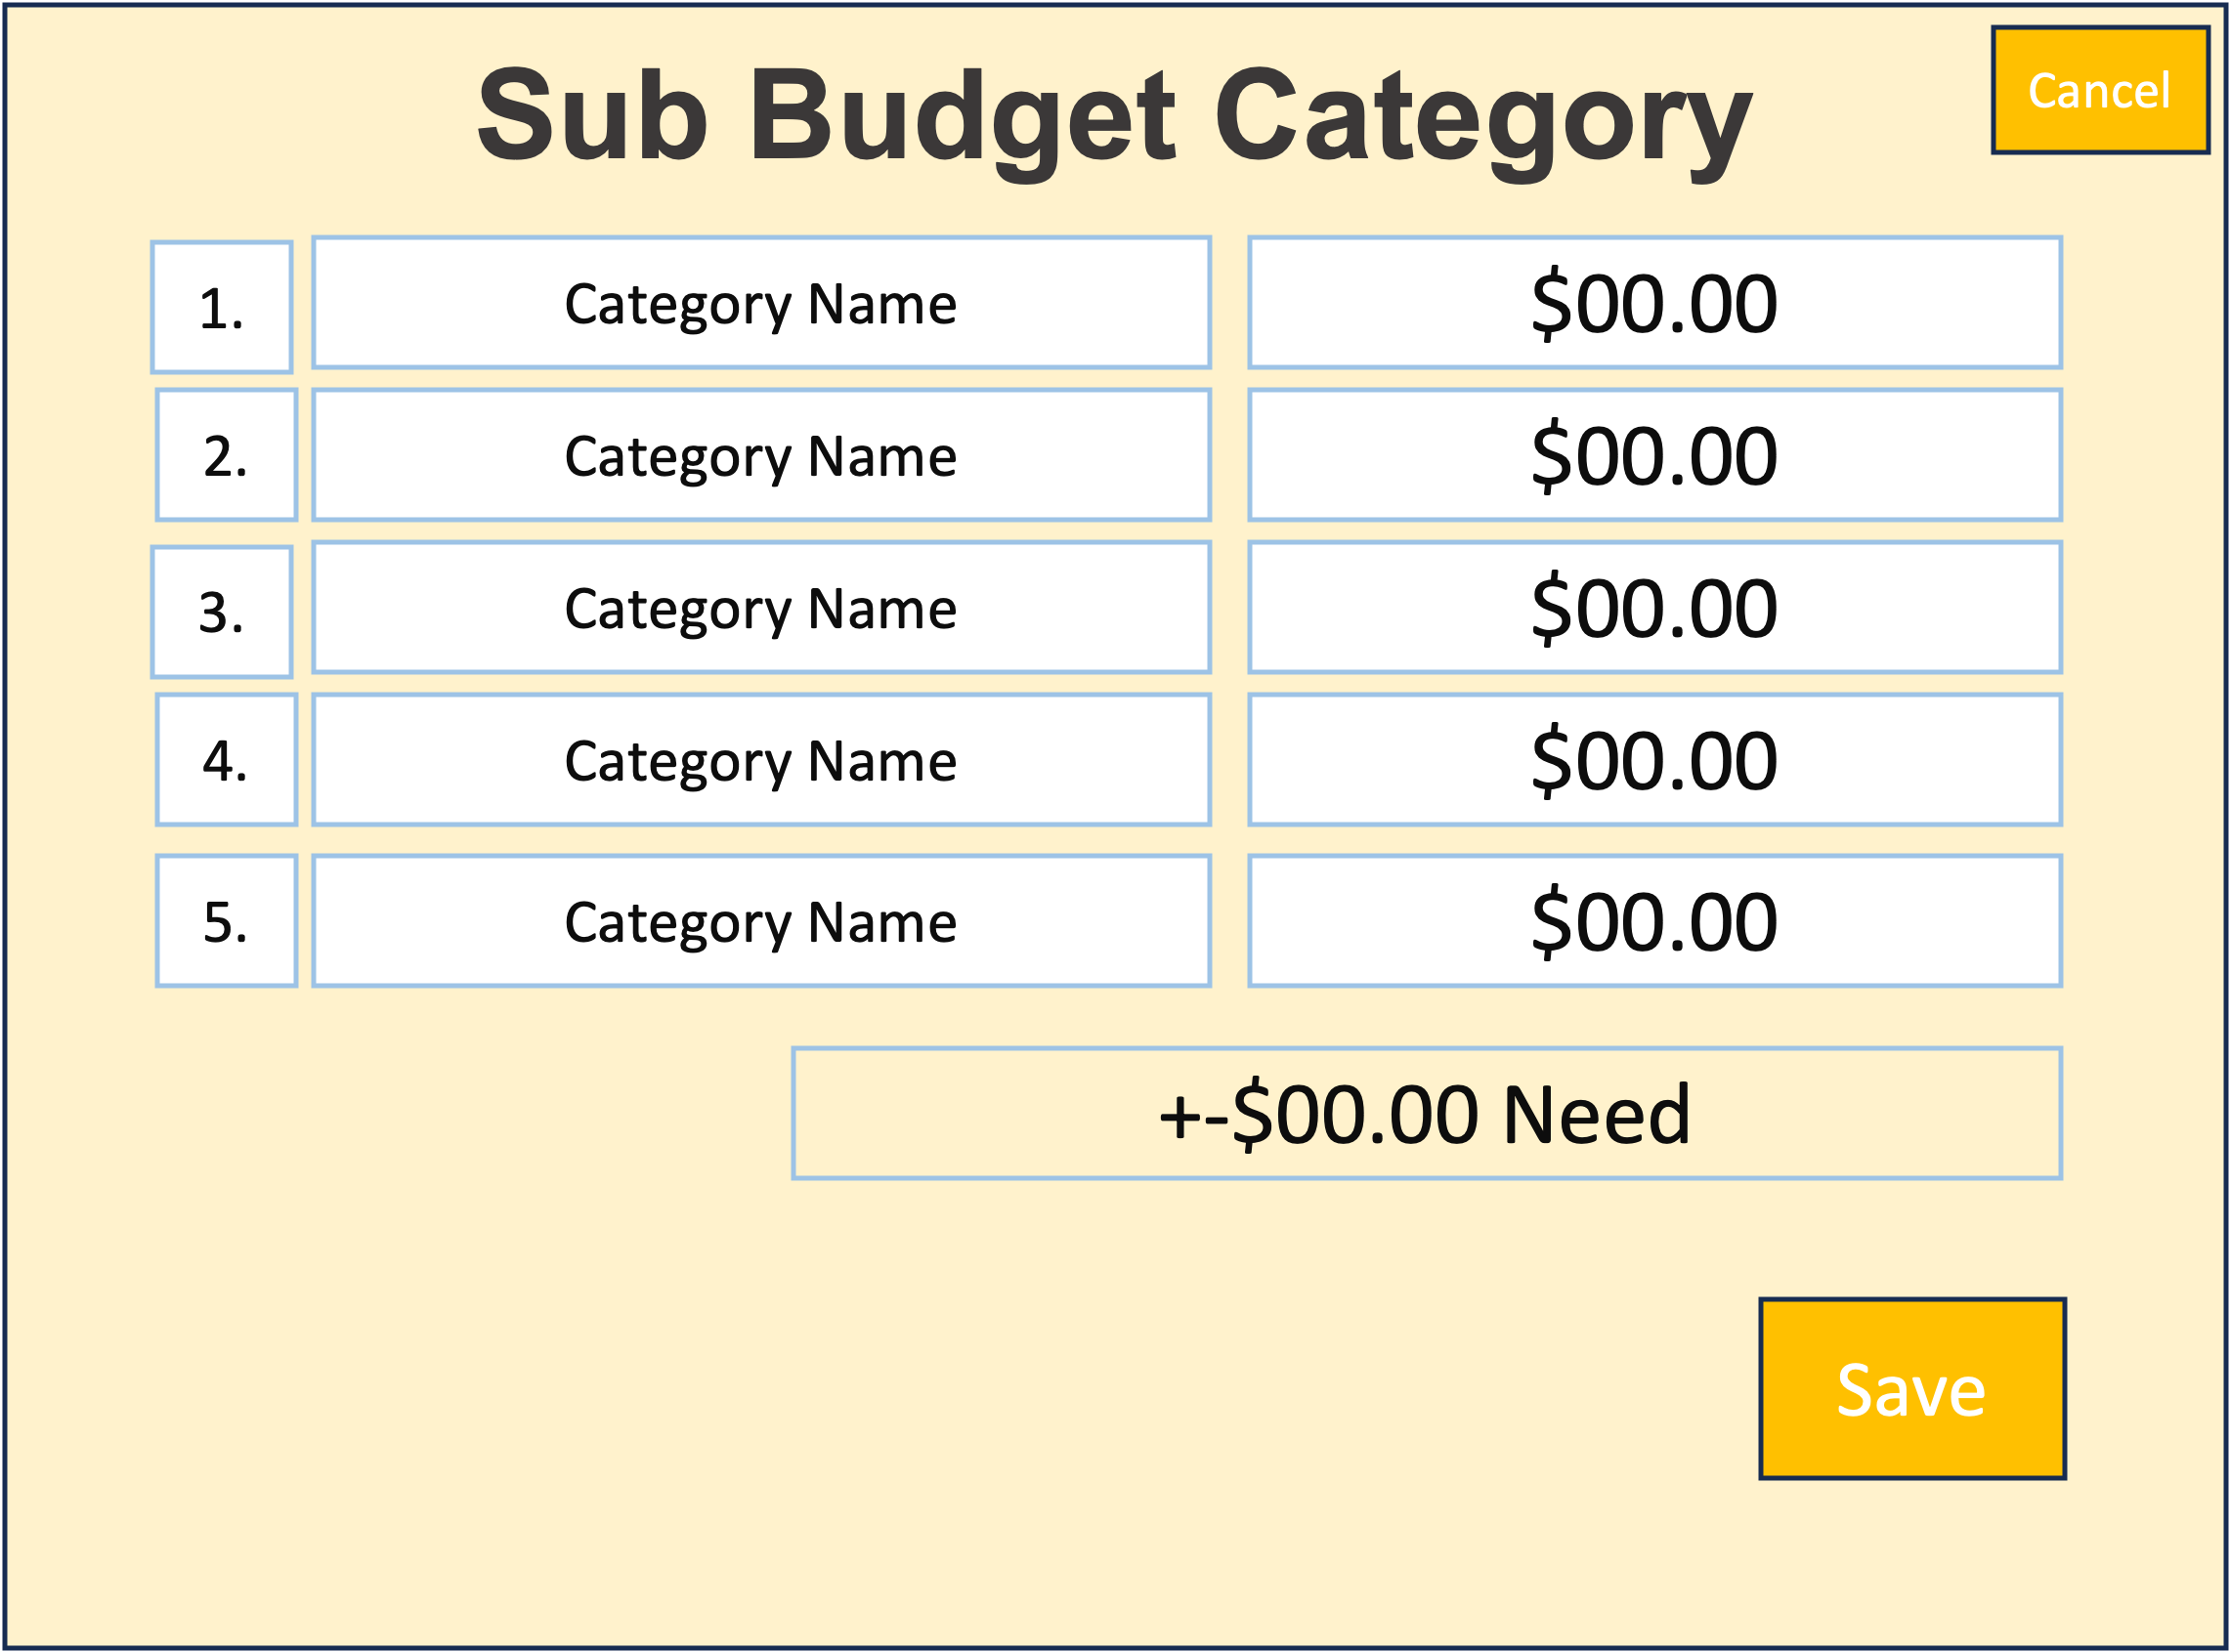 Sub Budget Category
Cancel
1. Category Name $00.00
2. Category Name $00.00
3. Category Name $00.00
4. Category Name $00.00
5. Category Name $00.00
+-$00.00 Need
Save